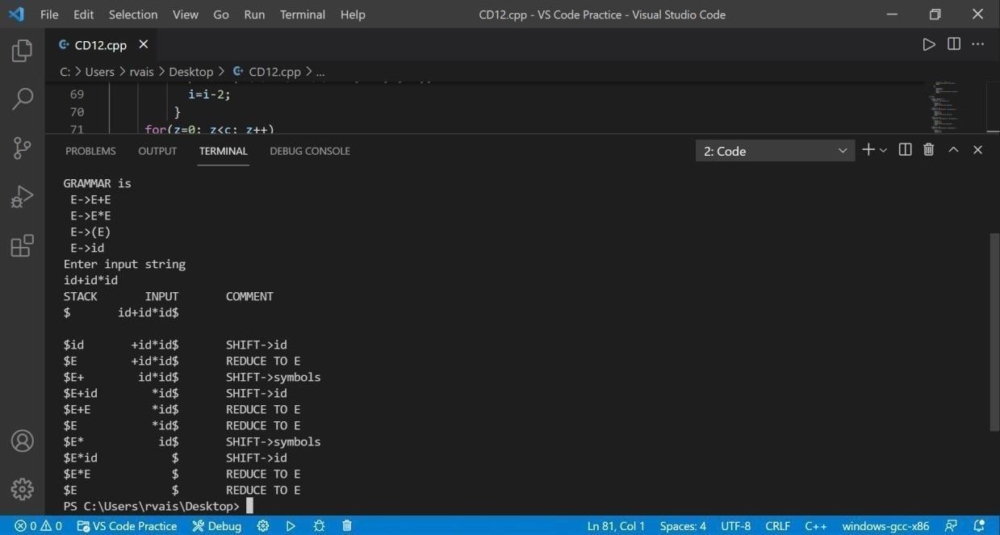 File Edit Selection View Go Run Terminal Help CD12.cpp - VS Code Practice - Visual Studio Code
CD12.cpp
C: > Users > rvais > Desktop > CD12.cpp > ...
69 i=i-2;
70 }
71 for(z=0; z<c; z++)
PROBLEMS OUTPUT TERMINAL DEBUG CONSOLE 2: Code
GRAMMAR is
E->E+E
E->E*E
E->(E)
E->id
Enter input string
id+id*id
STACK INPUT COMMENT
$ id+id*id$
$id +id*id$ SHIFT->id
$E +id*id$ REDUCE TO E
$E+ id*id$ SHIFT->symbols
$E+id *id$ SHIFT->id
$E+E *id$ REDUCE TO E
$E *id$ REDUCE TO E
$E* id$ SHIFT->symbols
$E*id $ SHIFT->id
$E*E $ REDUCE TO E
$E $ REDUCE TO E
PS C:\Users\rvais\Desktop>
0 0 VS Code Practice Debug Ln 81, Col 1 Spaces: 4 UTF-8 CRLF C++ windows-gcc-x86